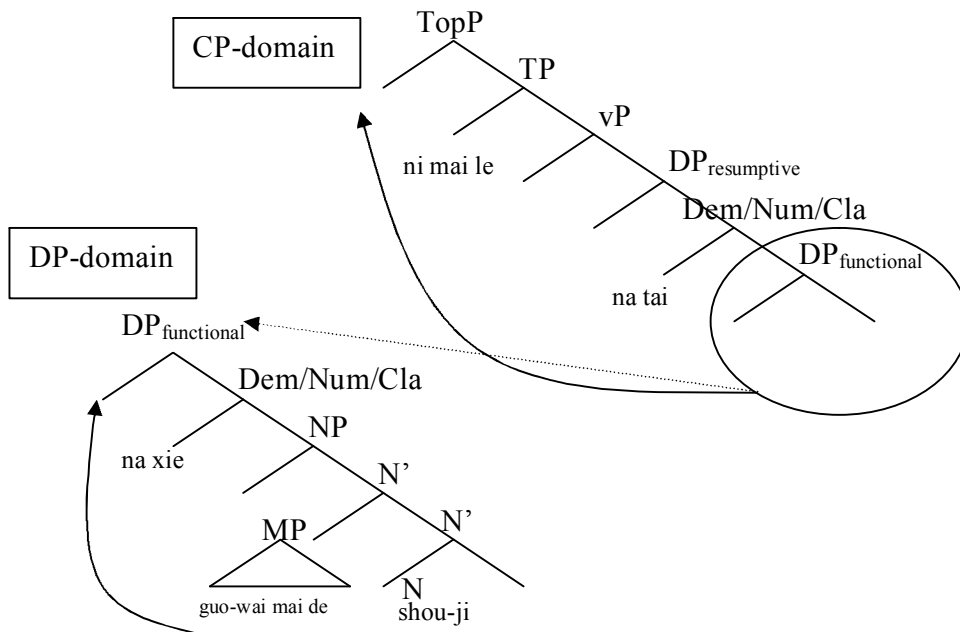 TopP
CP-domain
TP
vP
ni mai le
DPresumptive
Dem/Num/Cla
DP-domain
DPfunctional
na tai
DPfunctional
Dem/Num/Cla
NP
na xie
N’
MP
N’
N
guo-wai mai de
shou-ji